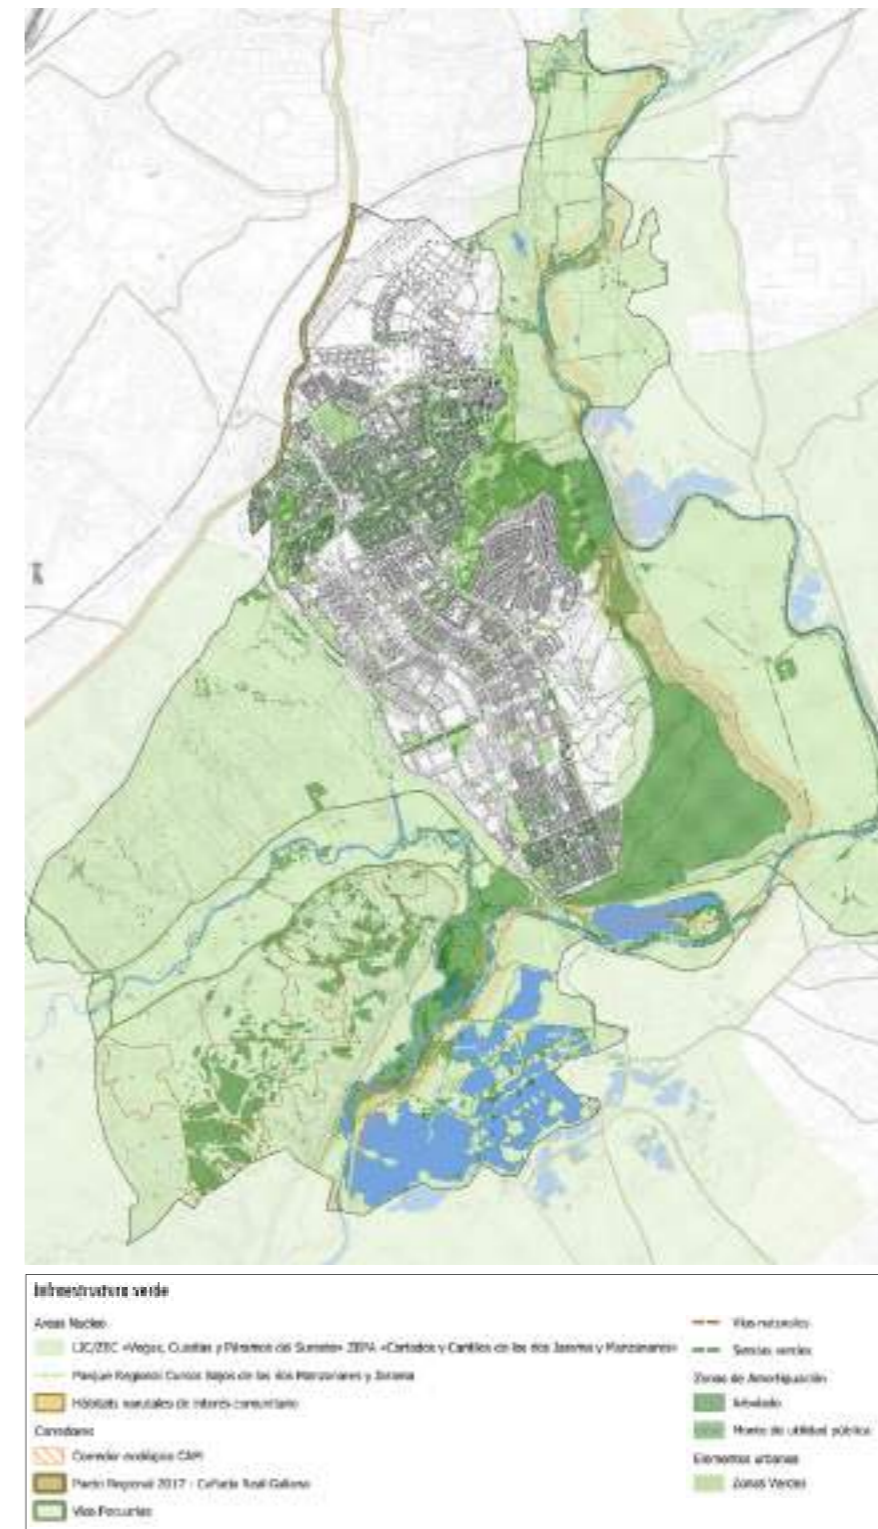 Infraestructura verde
Áreas Núcleo
LIC/ZEC «Vegas, Cuestas y Páramos del Sureste» ZEPA «Cortados y Cantiles de los ríos Jarama y Manzanares»
Parque Regional Cursos Bajos de los ríos Manzanares y Jarama
Hábitats naturales de interés comunitario
Corredores
Corredor ecológico CAM
Pacto Regional 2017 - Cañada Real Galiana
Vías Pecuarias
Vías naturales
Sendas verdes
Zonas de Amortiguación
Arbolado
Monte de utilidad pública
Elementos urbanos
Zonas Verdes